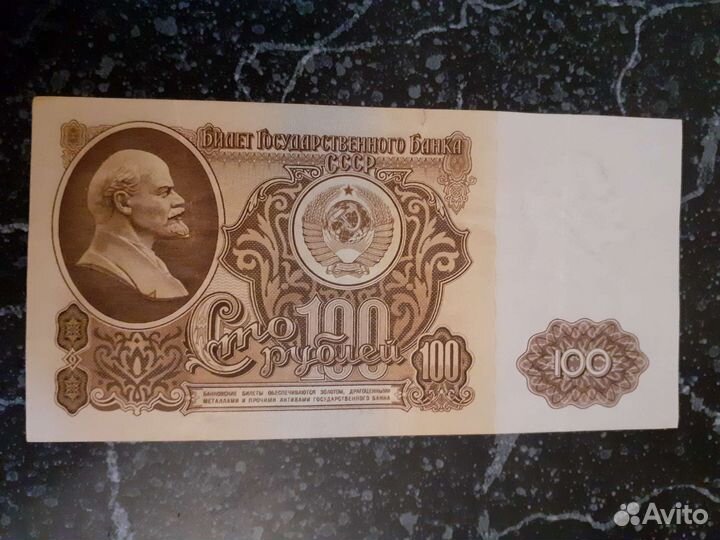 Билет Государственного Банка
СССР
Сто 100
рублей
100
100
БАНКОВСКИЕ БИЛЕТЫ ОБЕСПЕЧИВАЮТСЯ ЗОЛОТОМ, ДРАГОЦЕННЫМИ
МЕТАЛЛАМИ И ПРОЧИМИ АКТИВАМИ ГОСУДАРСТВЕННОГО БАНКА
Avito